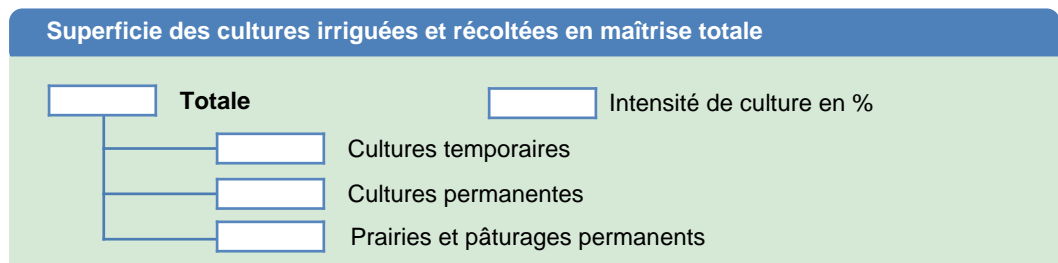 Superficie des cultures irriguées et récoltées en maîtrise totale
Totale
Intensité de culture en %
Cultures temporaires
Cultures permanentes
Prairies et pâturages permanents